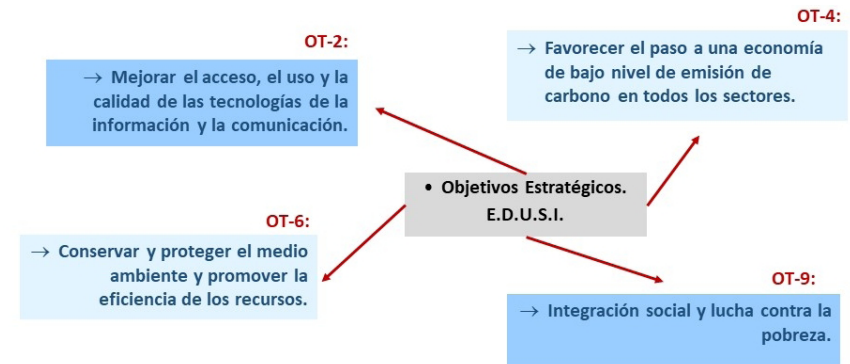 OT-2:
→ Mejorar el acceso, el uso y la
calidad de las tecnologías de la
información y la comunicación.
OT-4:
→ Favorecer el paso a una economía
de bajo nivel de emisión de
carbono en todos los sectores.
• Objetivos Estratégicos.
E.D.U.S.I.
OT-6:
→ Conservar y proteger el medio
ambiente y promover la
eficiencia de los recursos.
OT-9:
→ Integración social y lucha contra la
pobreza.